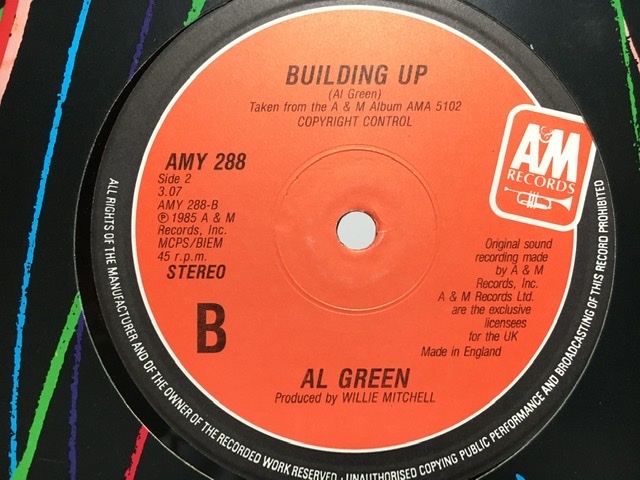 BUILDING UP
(Al Green)
Taken from the A & M Album AMA 5102
COPYRIGHT CONTROL
A&M
RECORDS
AMY 288
Side 2
3.07
AMY 288-B
℗ 1985 A & M
Records, Inc.
MCPS/BIEM
45 r.p.m.
STEREO
B
Original sound
recording made
by A & M
Records, Inc.
A & M Records Ltd.
are the exclusive
licensees
for the UK
Made in England
AL GREEN
Produced by WILLIE MITCHELL
ALL RIGHTS OF THE MANUFACTURER AND OF THE OWNER OF THE RECORDED WORK RESERVED · UNAUTHORISED COPYING PUBLIC PERFORMANCE AND BROADCASTING OF THIS RECORD PROHIBITED